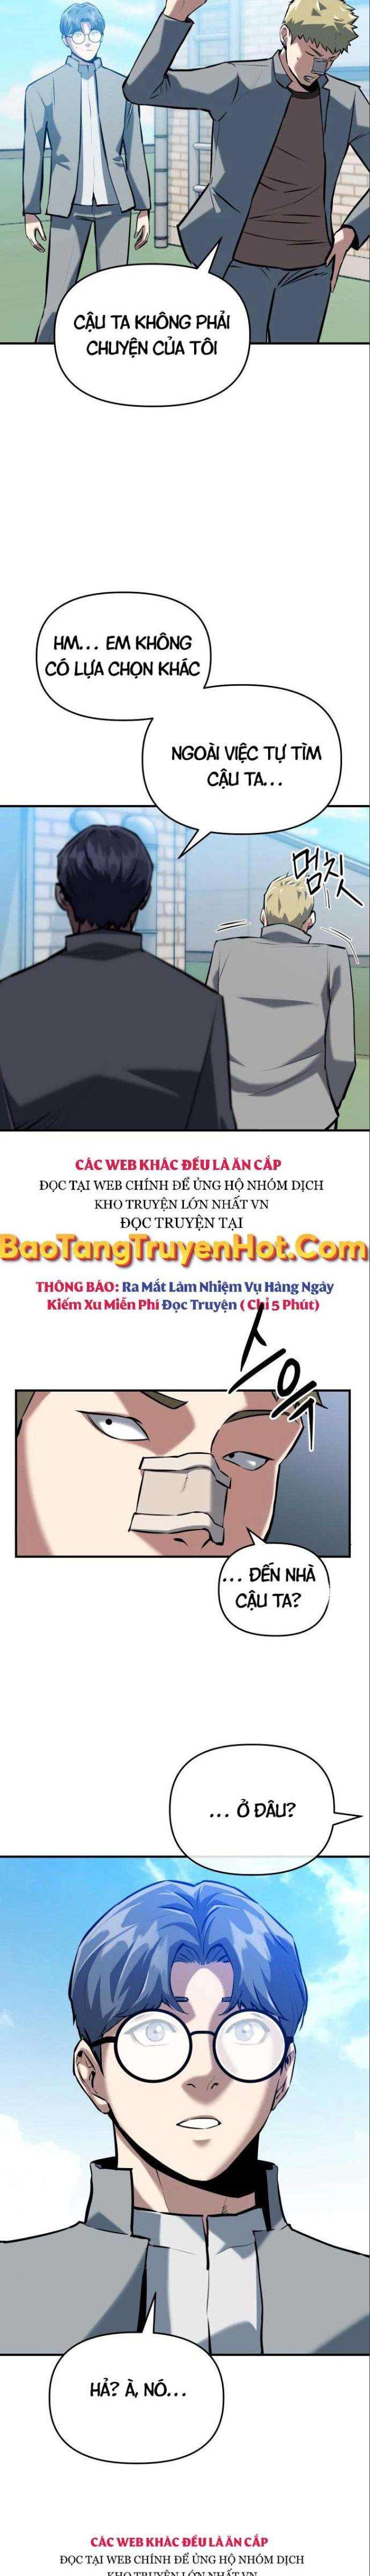 CẬU TA KHÔNG PHẢI
CHUYỆN CỦA TÔI
HM... EM KHÔNG
CÓ LỰA CHỌN KHÁC
NGOÀI VIỆC TỰ TÌM
CẬU TA...
멈칫
CÁC WEB KHÁC ĐỀU LÀ ĂN CẮP
ĐỌC TẠI WEB CHÍNH ĐỂ ỦNG HỘ NHÓM DỊCH
KHO TRUYỆN LỚN NHẤT VN
ĐỌC TRUYỆN TẠI
BaoTangTruyenHot.Com
THÔNG BÁO: Ra Mắt Làm Nhiệm Vụ Hàng Ngày
Kiếm Xu Miễn Phí Đọc Truyện ( Chỉ 5 Phút)
스윽
... ĐẾN NHÀ
CẬU TA?
... Ở ĐÂU?
HẢ? À, NÓ...
CÁC WEB KHÁC ĐỀU LÀ ĂN CẮP
ĐỌC TẠI WEB CHÍNH ĐỂ ỦNG HỘ NHÓM DỊCH